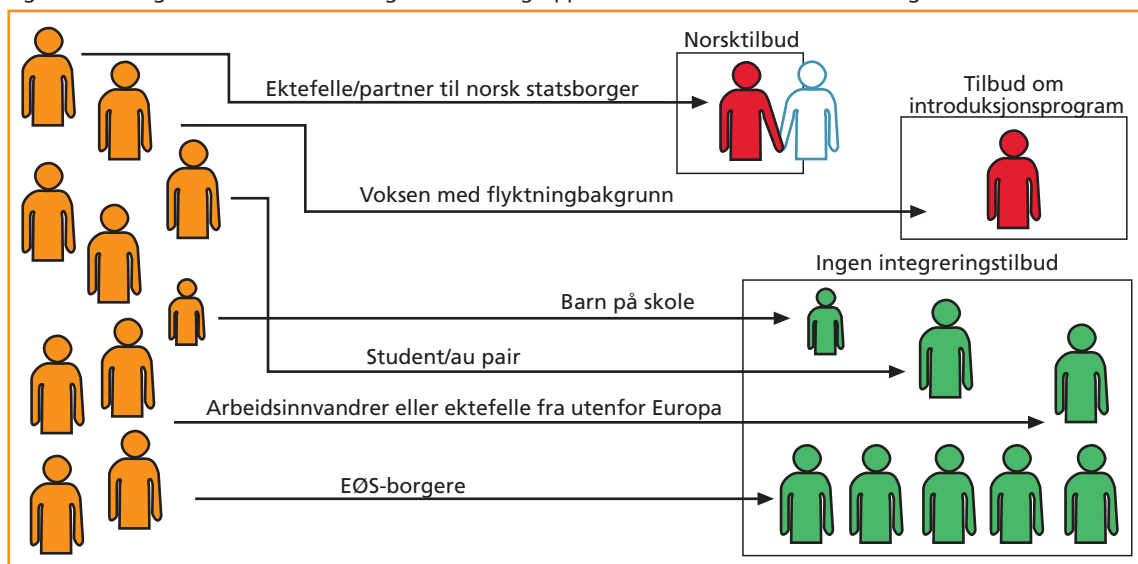 Norsktilbud
Ektefelle/partner til norsk statsborger
Tilbud om
introduksjonsprogram
Voksen med flyktningbakgrunn
Ingen integreringstilbud
Barn på skole
Student/au pair
Arbeidsinnvandrer eller ektefelle fra utenfor Europa
EØS-borgere